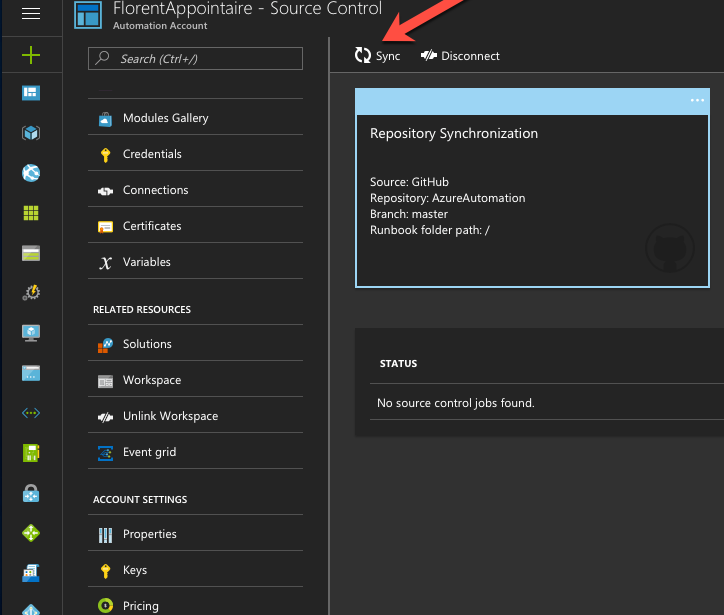 FlorentAppointaire - Source Control
Automation Account
Search (Ctrl+/)
Modules Gallery
Credentials
Connections
Certificates
Variables
RELATED RESOURCES
Solutions
Workspace
Unlink Workspace
Event grid
ACCOUNT SETTINGS
Properties
Keys
Pricing
Sync
Disconnect
Repository Synchronization
Source: GitHub
Repository: AzureAutomation
Branch: master
Runbook folder path: /
STATUS
No source control jobs found.